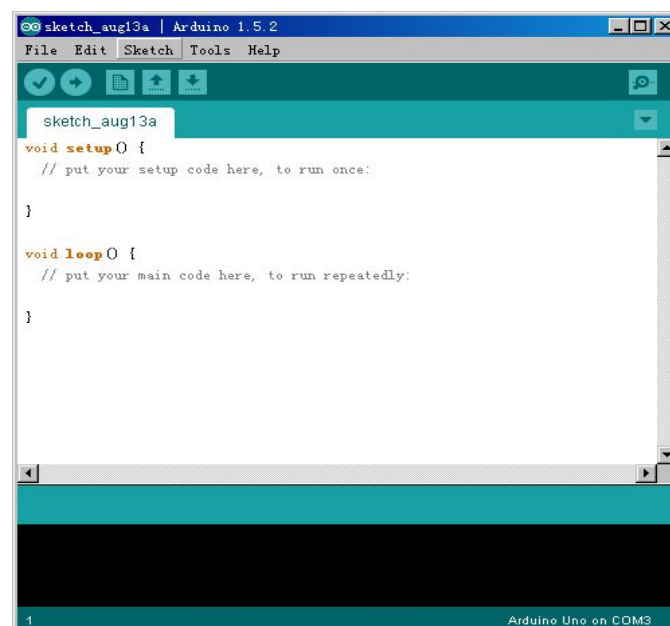 sketch_aug13a | Arduino 1.5.2
File Edit Sketch Tools Help
sketch_aug13a
void setup() {
// put your setup code here, to run once:
}
void loop() {
// put your main code here, to run repeatedly:
}
1 Arduino Uno on COM3